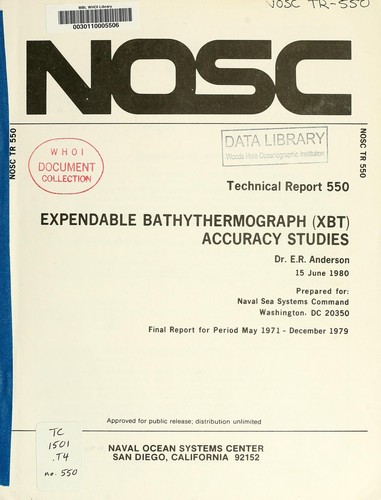 NOSC TR-550
MBL WHOI Library
0030110005506
NOSC
NOSC TR 550
NOSC TR 550
WHOI
DOCUMENT
COLLECTION
DATA LIBRARY
Woods Hole Oceanographic Institution
Technical Report 550
EXPENDABLE BATHYTHERMOGRAPH (XBT)
ACCURACY STUDIES
Dr. E.R. Anderson
15 June 1980
Prepared for:
Naval Sea Systems Command
Washington, DC 20350
Final Report for Period May 1971 - December 1979
Approved for public release; distribution unlimited
TC
1501
.T4
no. 550
NAVAL OCEAN SYSTEMS CENTER
SAN DIEGO, CALIFORNIA 92152